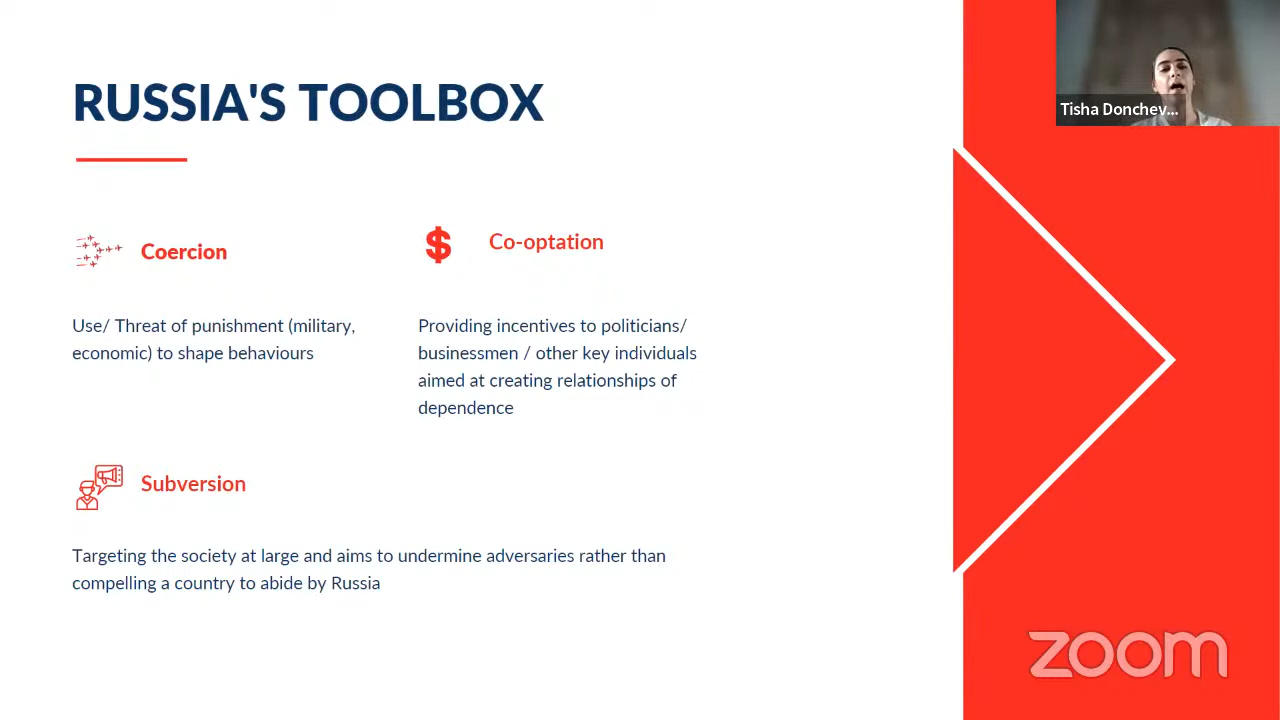 RUSSIA'S TOOLBOX
Tisha Donchev...
Coercion
Use/ Threat of punishment (military,
economic) to shape behaviours
$
Co-optation
Providing incentives to politicians/
businessmen / other key individuals
aimed at creating relationships of
dependence
Subversion
Targeting the society at large and aims to undermine adversaries rather than
compelling a country to abide by Russia
zoom